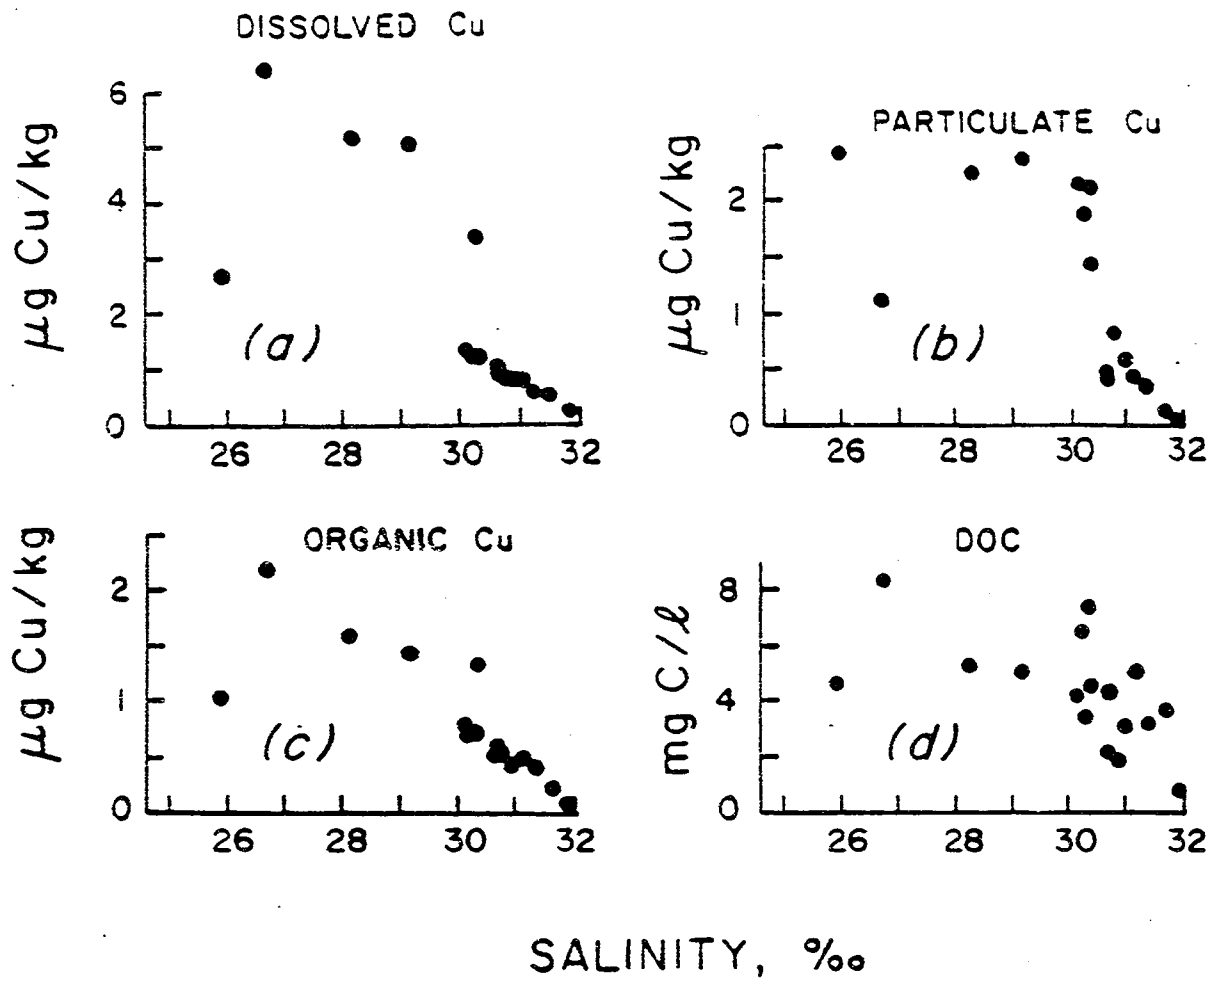 DISSOLVED Cu
μg Cu/kg
6
4
2
0
(a)
26 28 30 32
PARTICULATE Cu
μg Cu/kg
2
1
0
(b)
26 28 30 32
ORGANIC Cu
μg Cu/kg
2
1
0
(c)
26 28 30 32
DOC
mg C/ℓ
8
4
0
(d)
26 28 30 32
SALINITY, ‰